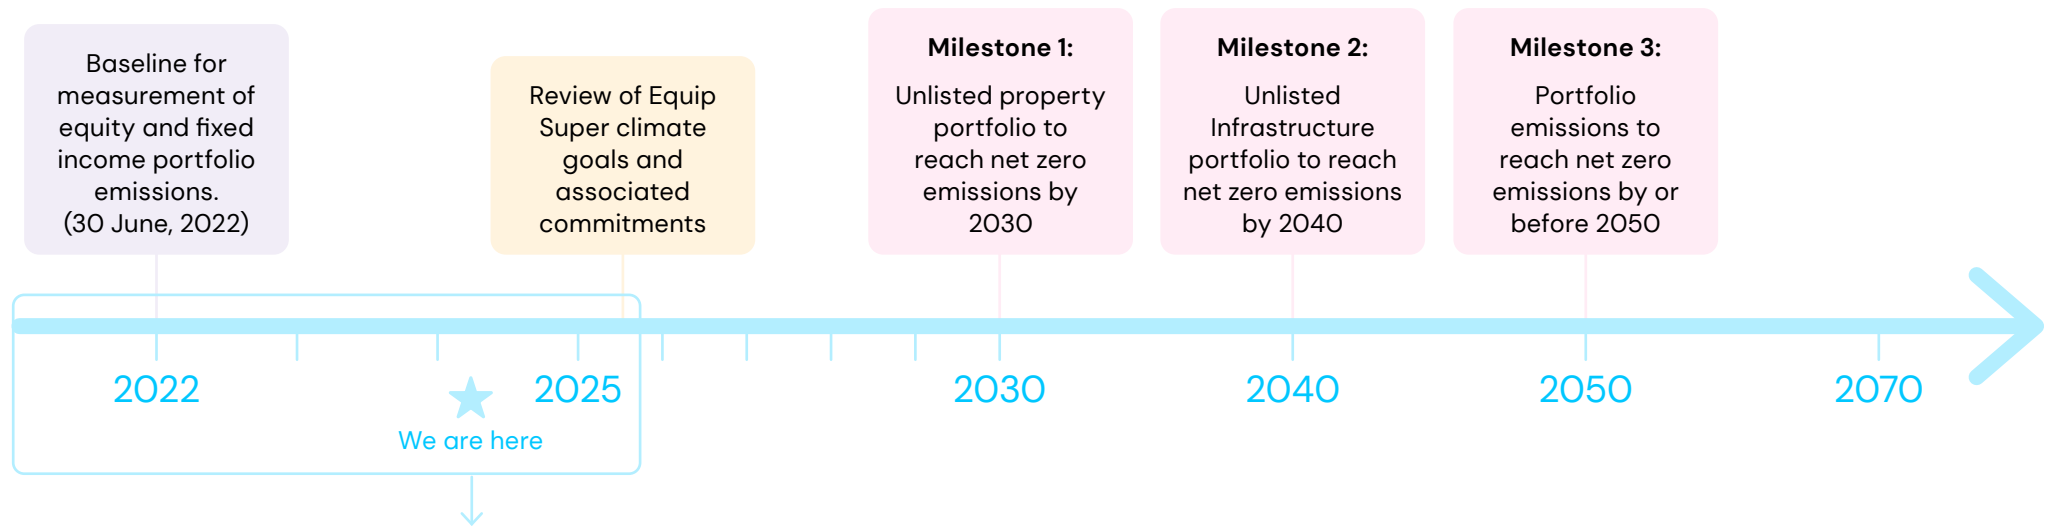 Baseline for
measurement of
equity and fixed
income portfolio
emissions.
(30 June, 2022)
Review of Equip
Super climate
goals and
associated
commitments
Milestone 1:
Unlisted property
portfolio to
reach net zero
emissions by
2030
Milestone 2:
Unlisted
Infrastructure
portfolio to reach
net zero emissions
by 2040
Milestone 3:
Portfolio
emissions to
reach net zero
emissions by or
before 2050
2022
2025
2030
2040
2050
2070
We are here